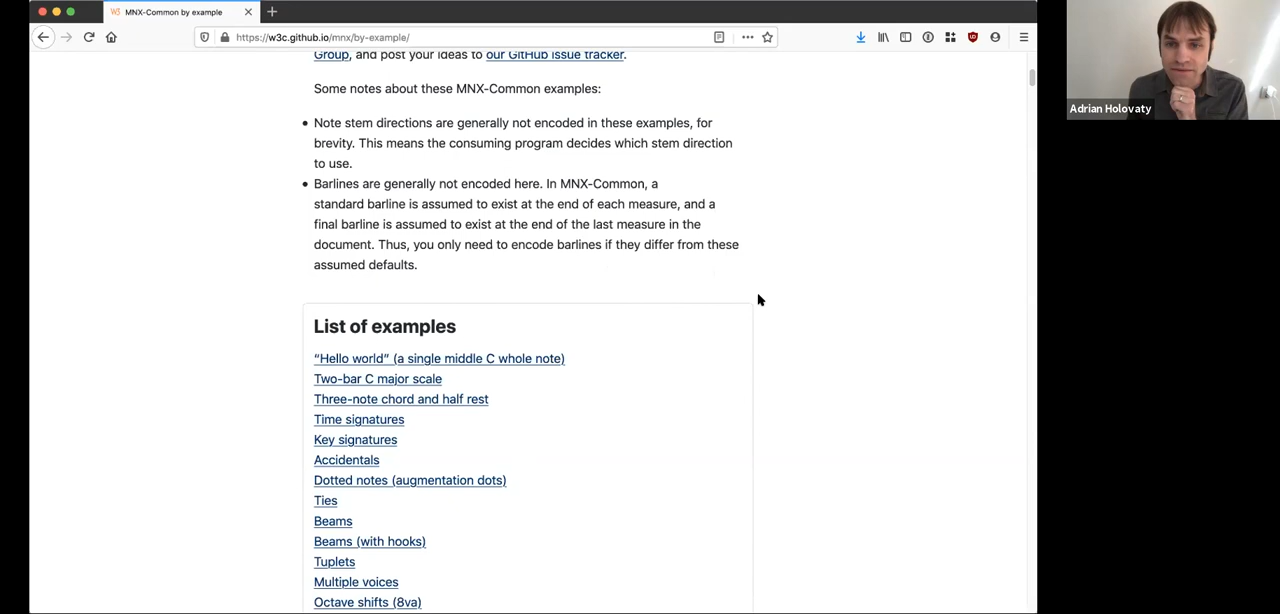 MNX-Common by example
https://w3c.github.io/mnx/by-example/
Group, and post your ideas to our GitHub issue tracker.
Some notes about these MNX-Common examples:
Note stem directions are generally not encoded in these examples, for
brevity. This means the consuming program decides which stem direction
to use.
Barlines are generally not encoded here. In MNX-Common, a
standard barline is assumed to exist at the end of each measure, and a
final barline is assumed to exist at the end of the last measure in the
document. Thus, you only need to encode barlines if they differ from these
assumed defaults.
List of examples
“Hello world” (a single middle C whole note)
Two-bar C major scale
Three-note chord and half rest
Time signatures
Key signatures
Accidentals
Dotted notes (augmentation dots)
Ties
Beams
Beams (with hooks)
Tuplets
Multiple voices
Octave shifts (8va)
Adrian Holovaty